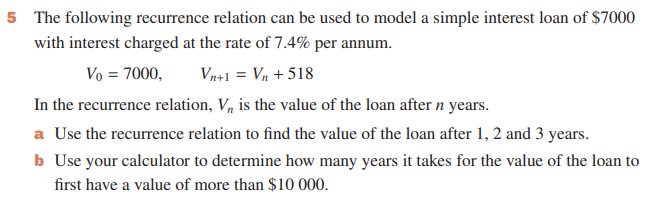 5 The following recurrence relation can be used to model a simple interest loan of $7000
with interest charged at the rate of 7.4% per annum.
V₀ = 7000, Vₙ₊₁ = Vₙ + 518
In the recurrence relation, Vₙ is the value of the loan after n years.
a Use the recurrence relation to find the value of the loan after 1, 2 and 3 years.
b Use your calculator to determine how many years it takes for the value of the loan to
first have a value of more than $10 000.